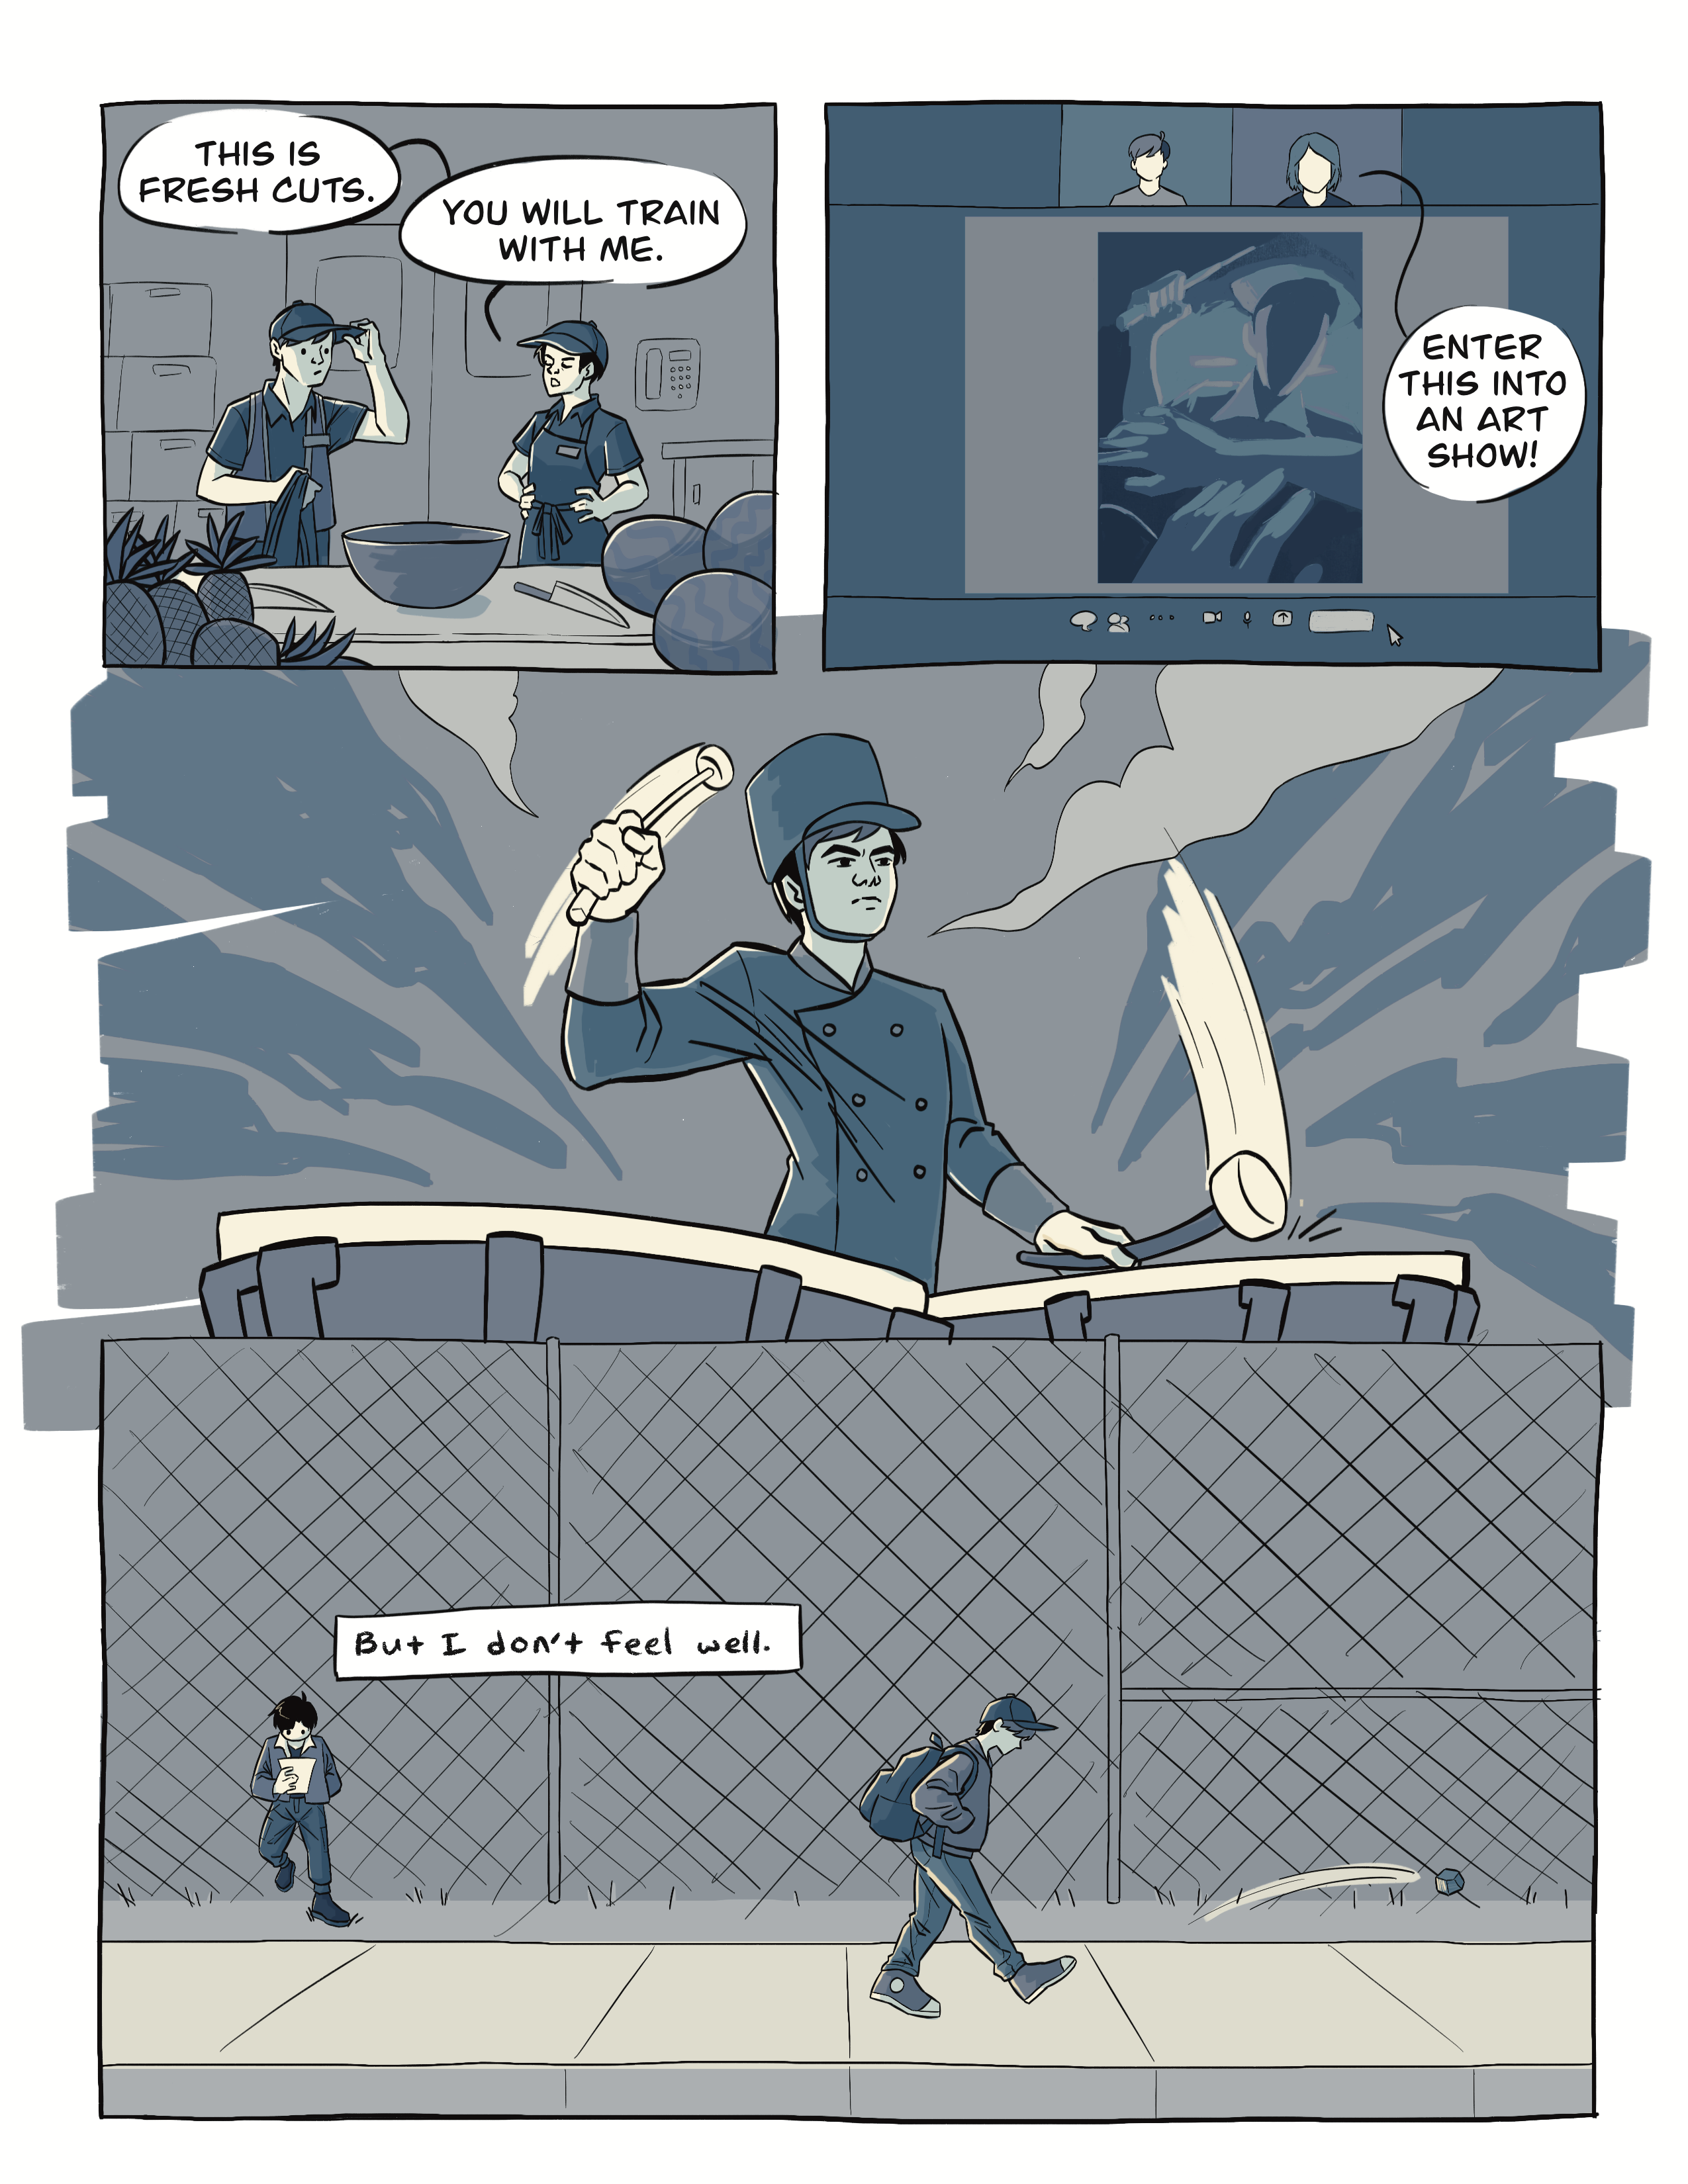 THIS IS
FRESH CUTS.
YOU WILL TRAIN
WITH ME.
ENTER
THIS INTO
AN ART
SHOW!
But I don't feel well.